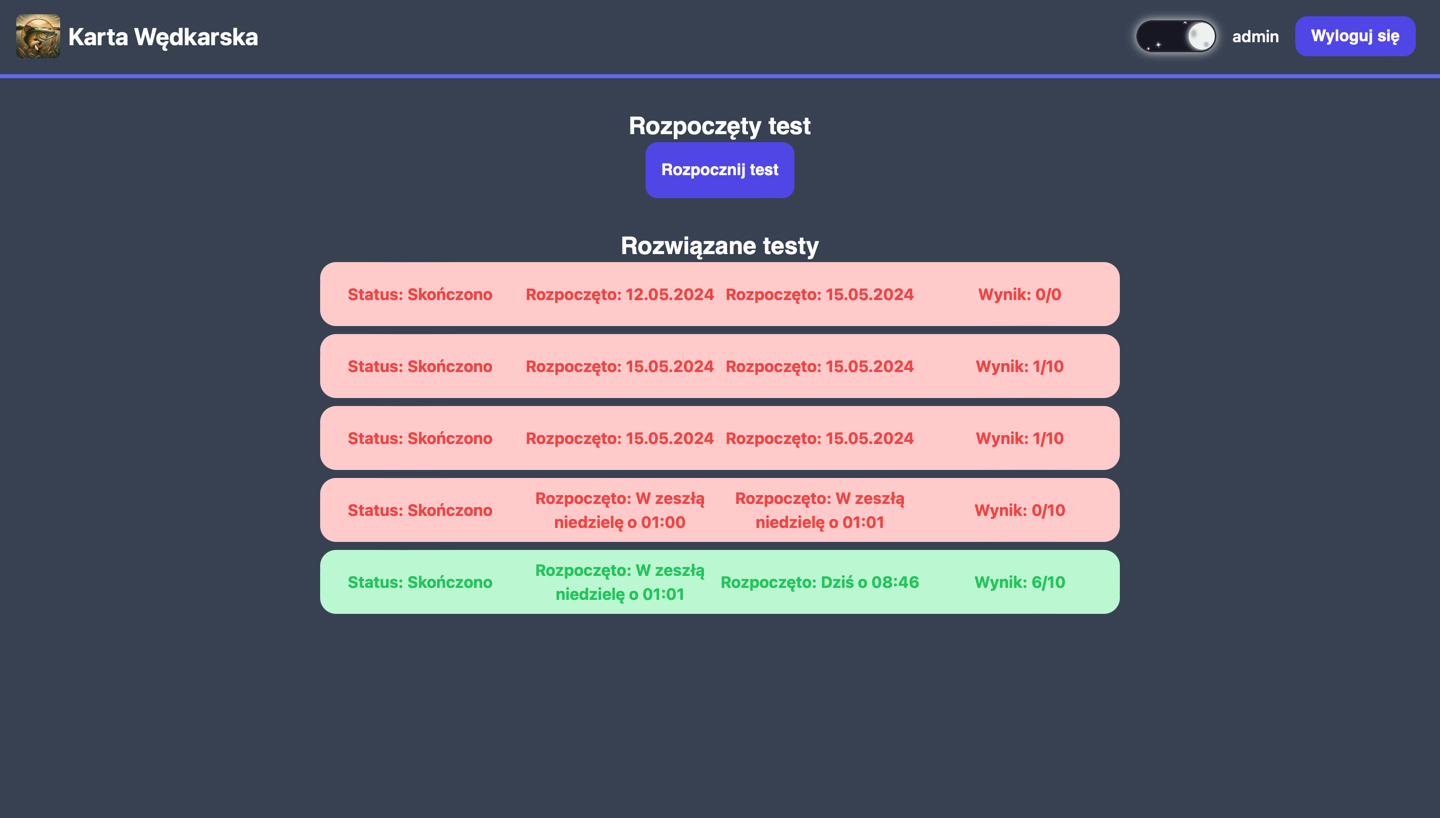 Karta Wędkarska
admin
Wyloguj się
Rozpoczęty test
Rozpocznij test
Rozwiązane testy
Status: Skończono Rozpoczęto: 12.05.2024 Rozpoczęto: 15.05.2024 Wynik: 0/0
Status: Skończono Rozpoczęto: 15.05.2024 Rozpoczęto: 15.05.2024 Wynik: 1/10
Status: Skończono Rozpoczęto: 15.05.2024 Rozpoczęto: 15.05.2024 Wynik: 1/10
Status: Skończono
Rozpoczęto: W zeszłą
niedzielę o 01:00
Rozpoczęto: W zeszłą
niedzielę o 01:01
Wynik: 0/10
Status: Skończono
Rozpoczęto: W zeszłą
niedzielę o 01:01
Rozpoczęto: Dziś o 08:46
Wynik: 6/10